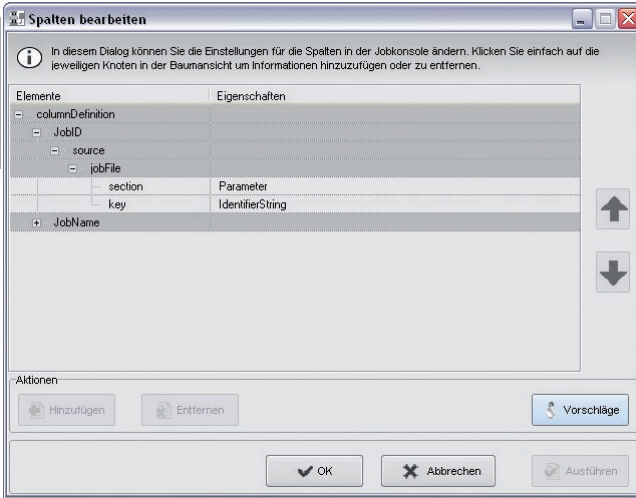 Spalten bearbeiten
In diesem Dialog können Sie die Einstellungen für die Spalten in der Jobkonsole ändern. Klicken Sie einfach auf die
jeweiligen Knoten in der Baumansicht um Informationen hinzuzufügen oder zu entfernen.
Elemente Eigenschaften
columnDefinition
JobID
source
jobFile
section Parameter
key IdentifierString
JobName
Aktionen
Hinzufügen Entfernen Vorschläge
OK Abbrechen Ausführen